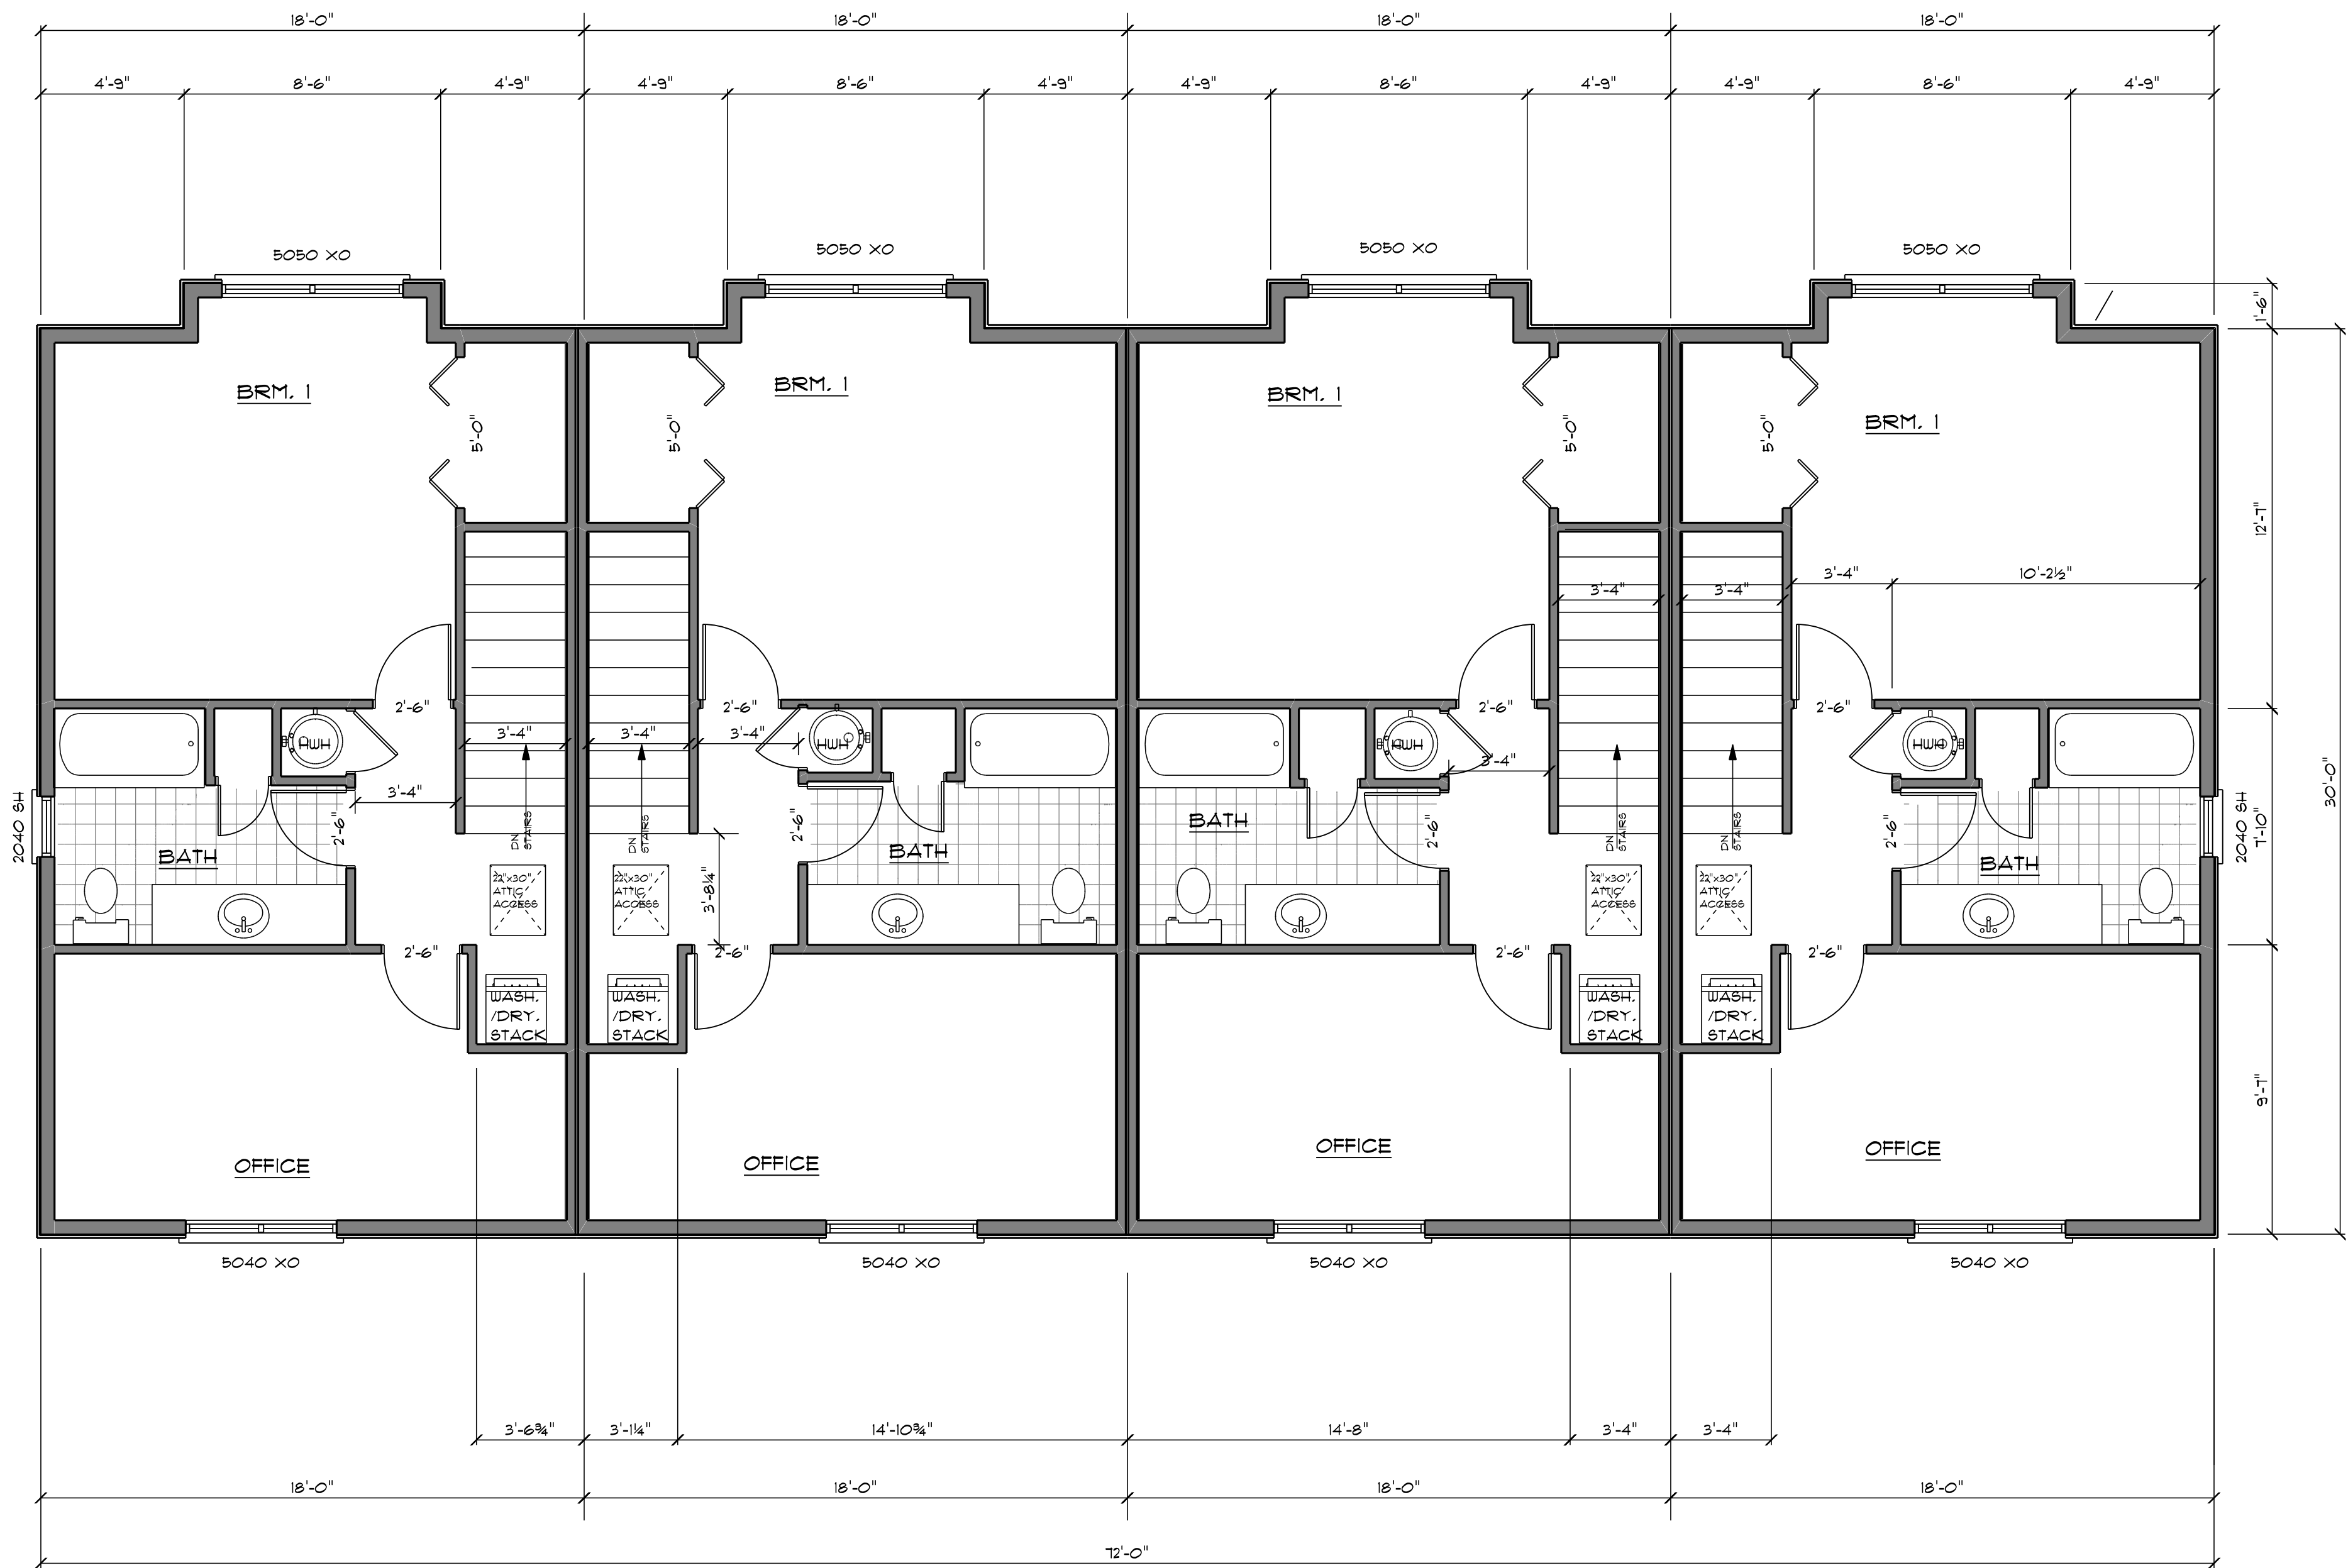 18'-0" 18'-0" 18'-0" 18'-0"
4'-9" 8'-6" 4'-9" 4'-9" 8'-6" 4'-9" 4'-9" 8'-6" 4'-9" 4'-9" 8'-6" 4'-9"
5050 XO 5050 XO 5050 XO 5050 XO
1'-6"
BRM. 1 BRM. 1 BRM. 1 BRM. 1
5'-0" 5'-0" 5'-0" 5'-0"
12'-7"
3'-4" 10'-2½"
3'-4" 3'-4"
2'-6" 2'-6" 2'-6" 2'-6"
3'-4" 3'-4" 3'-4"
HWH HWH HWH HWH
3'-4"
3'-4"
30'-0"
2040 SH 2'-6" 2'-6" 2'-6" 2'-6" 2040 SH
7'-10"
DN DN DN DN
STAIRS STAIRS STAIRS STAIRS
BATH BATH BATH BATH
22"x30" 22"x30" 22"x30" 22"x30"
ATTIC ATTIC ATTIC ATTIC
ACCESS ACCESS ACCESS ACCESS
3'-8¼"
2'-6" 2'-6" 2'-6" 2'-6"
WASH. WASH. WASH. WASH.
/DRY. /DRY. /DRY. /DRY.
STACK STACK STACK STACK
9'-7"
OFFICE OFFICE OFFICE OFFICE
5040 XO 5040 XO 5040 XO 5040 XO
3'-6¾" 3'-1¼" 14'-10¾" 14'-8" 3'-4" 3'-4"
18'-0" 18'-0" 18'-0" 18'-0"
72'-0"